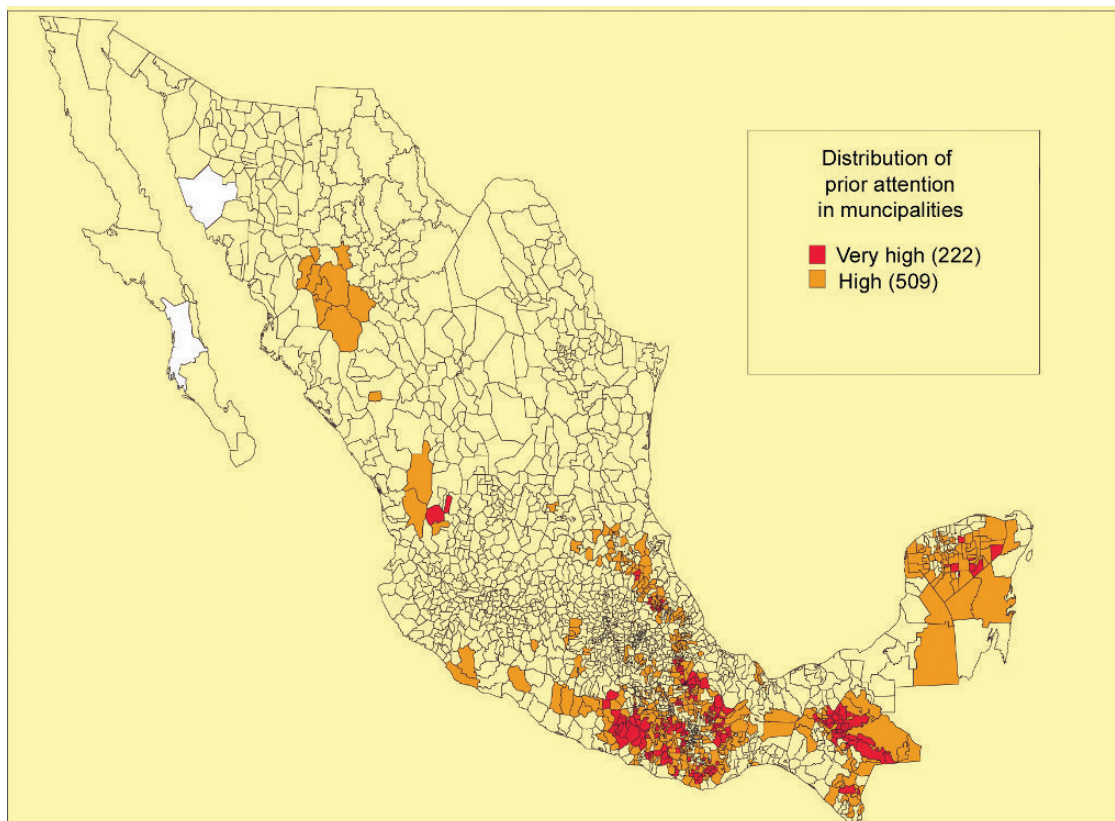 Distribution of
prior attention
in muncipalities
Very high (222)
High (509)